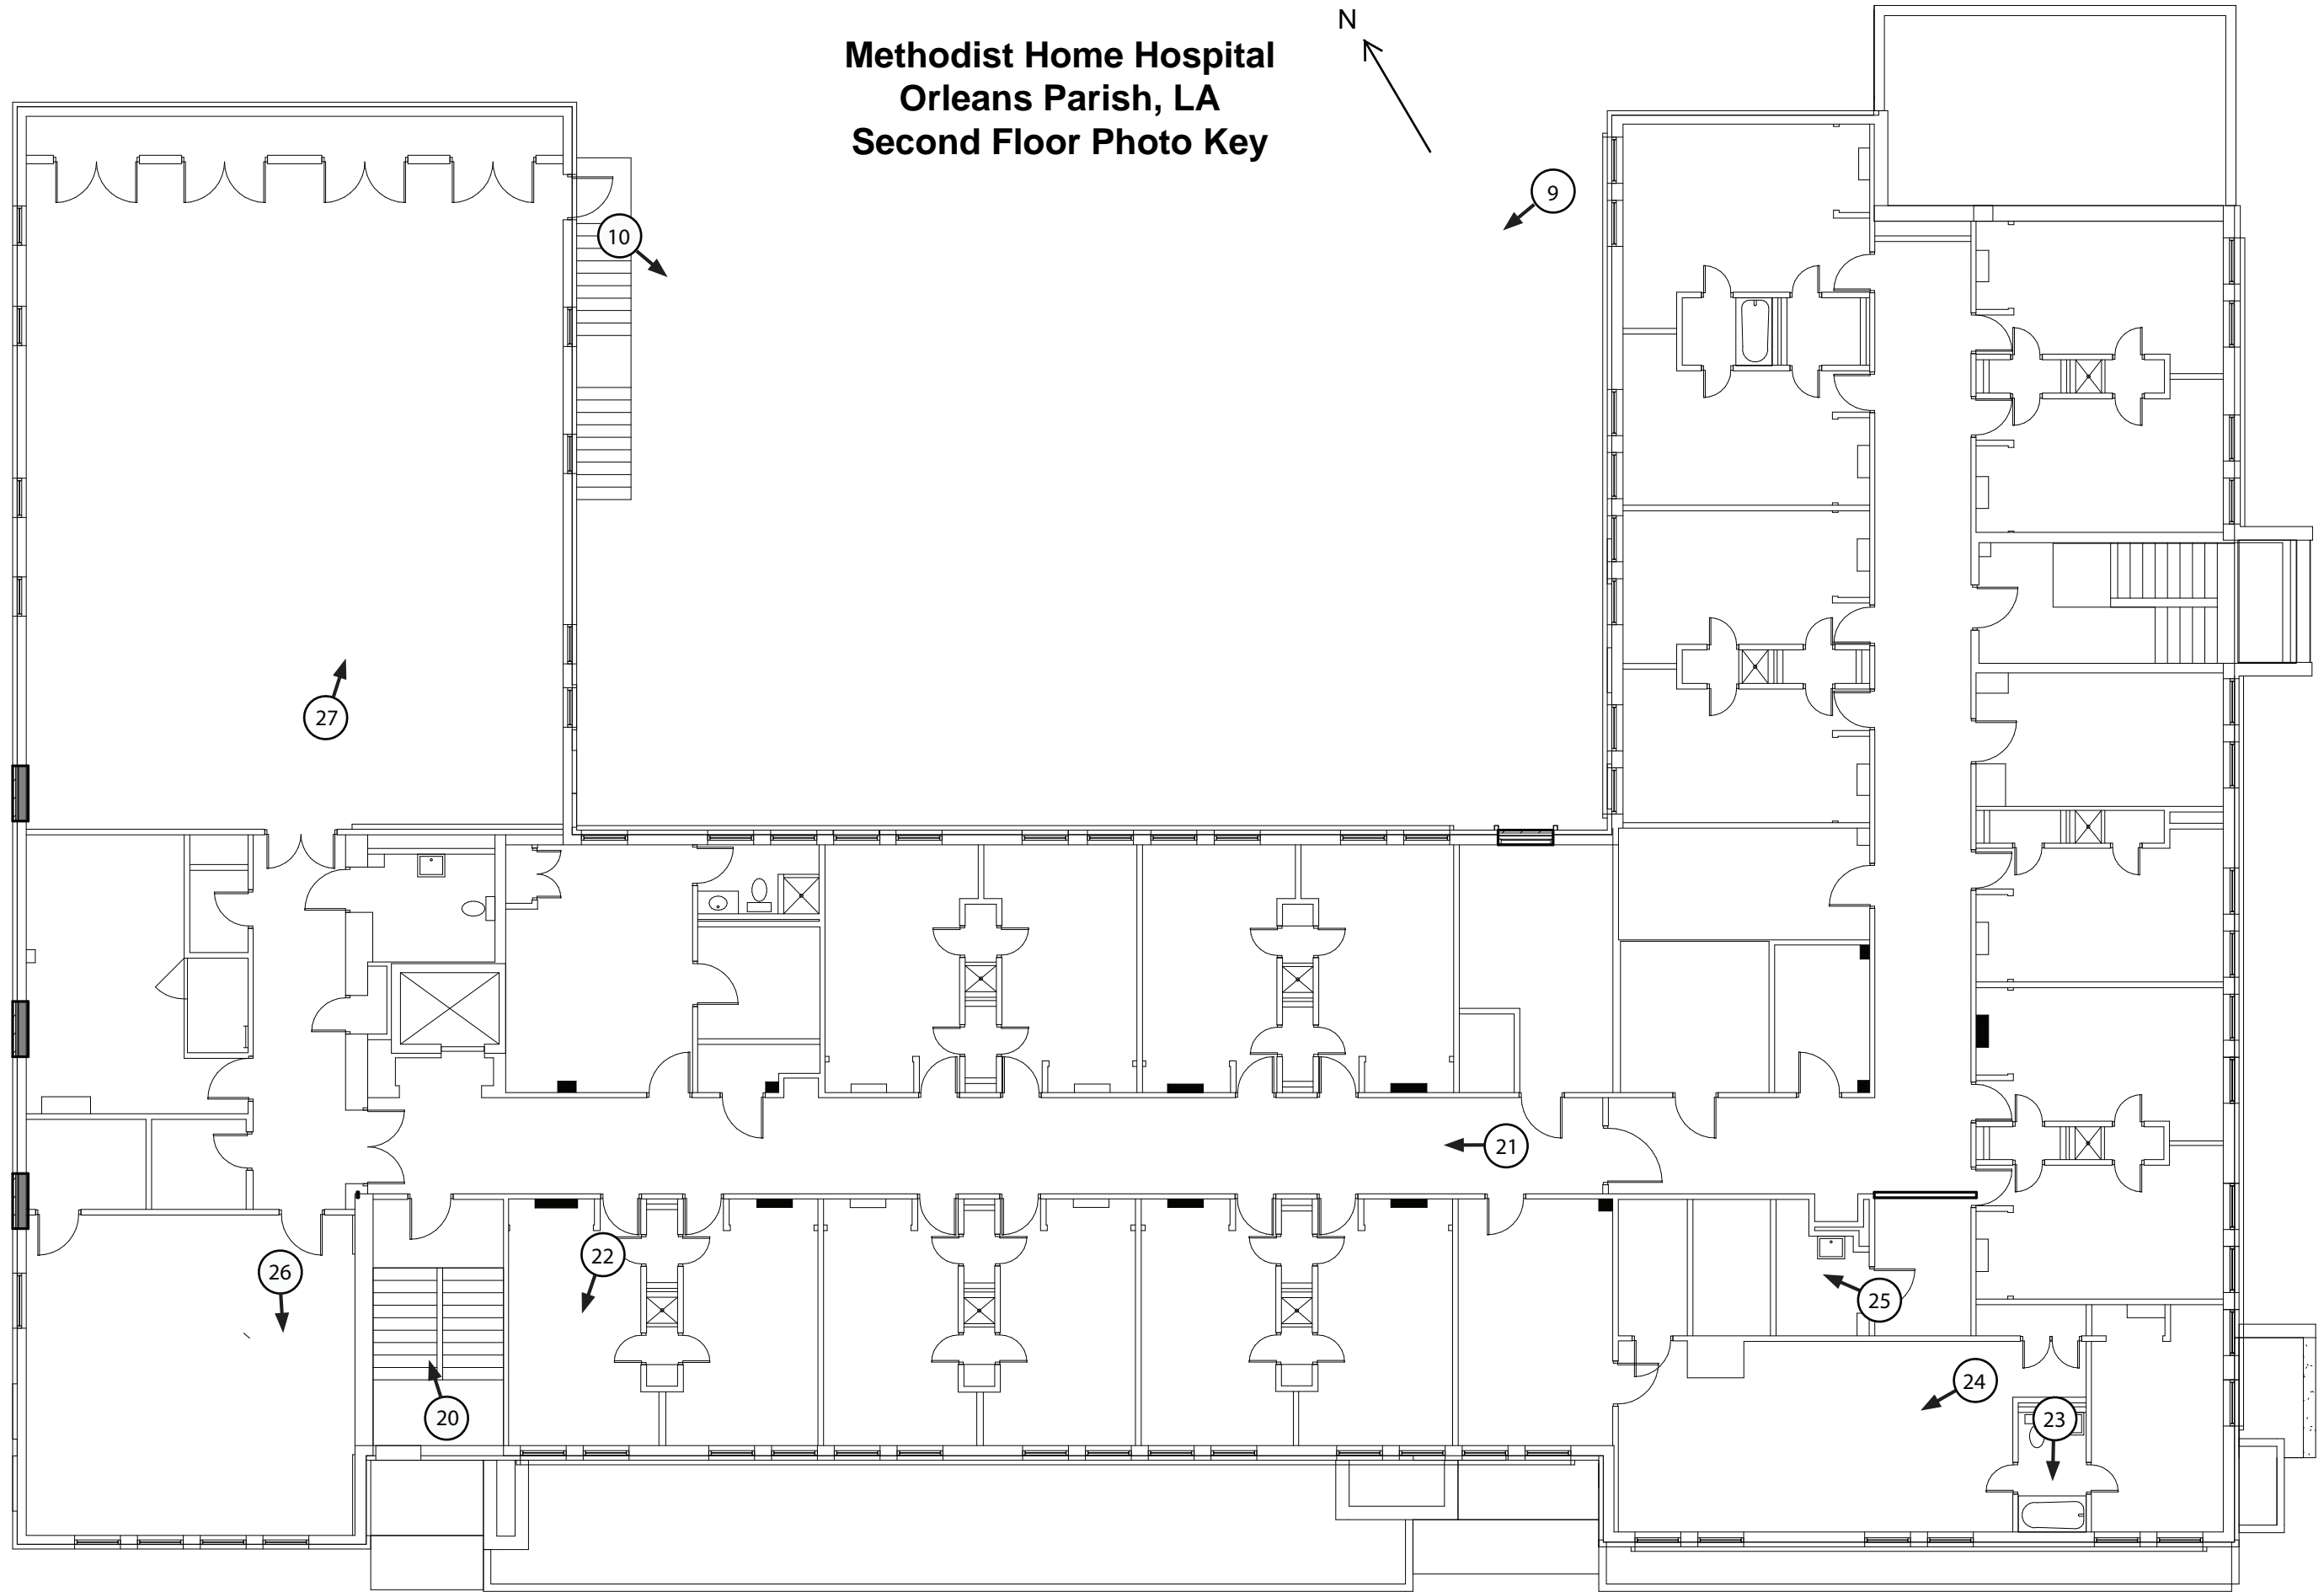 N
Methodist Home Hospital
Orleans Parish, LA
Second Floor Photo Key
9
10
27
21
22
26
25
24
20
23